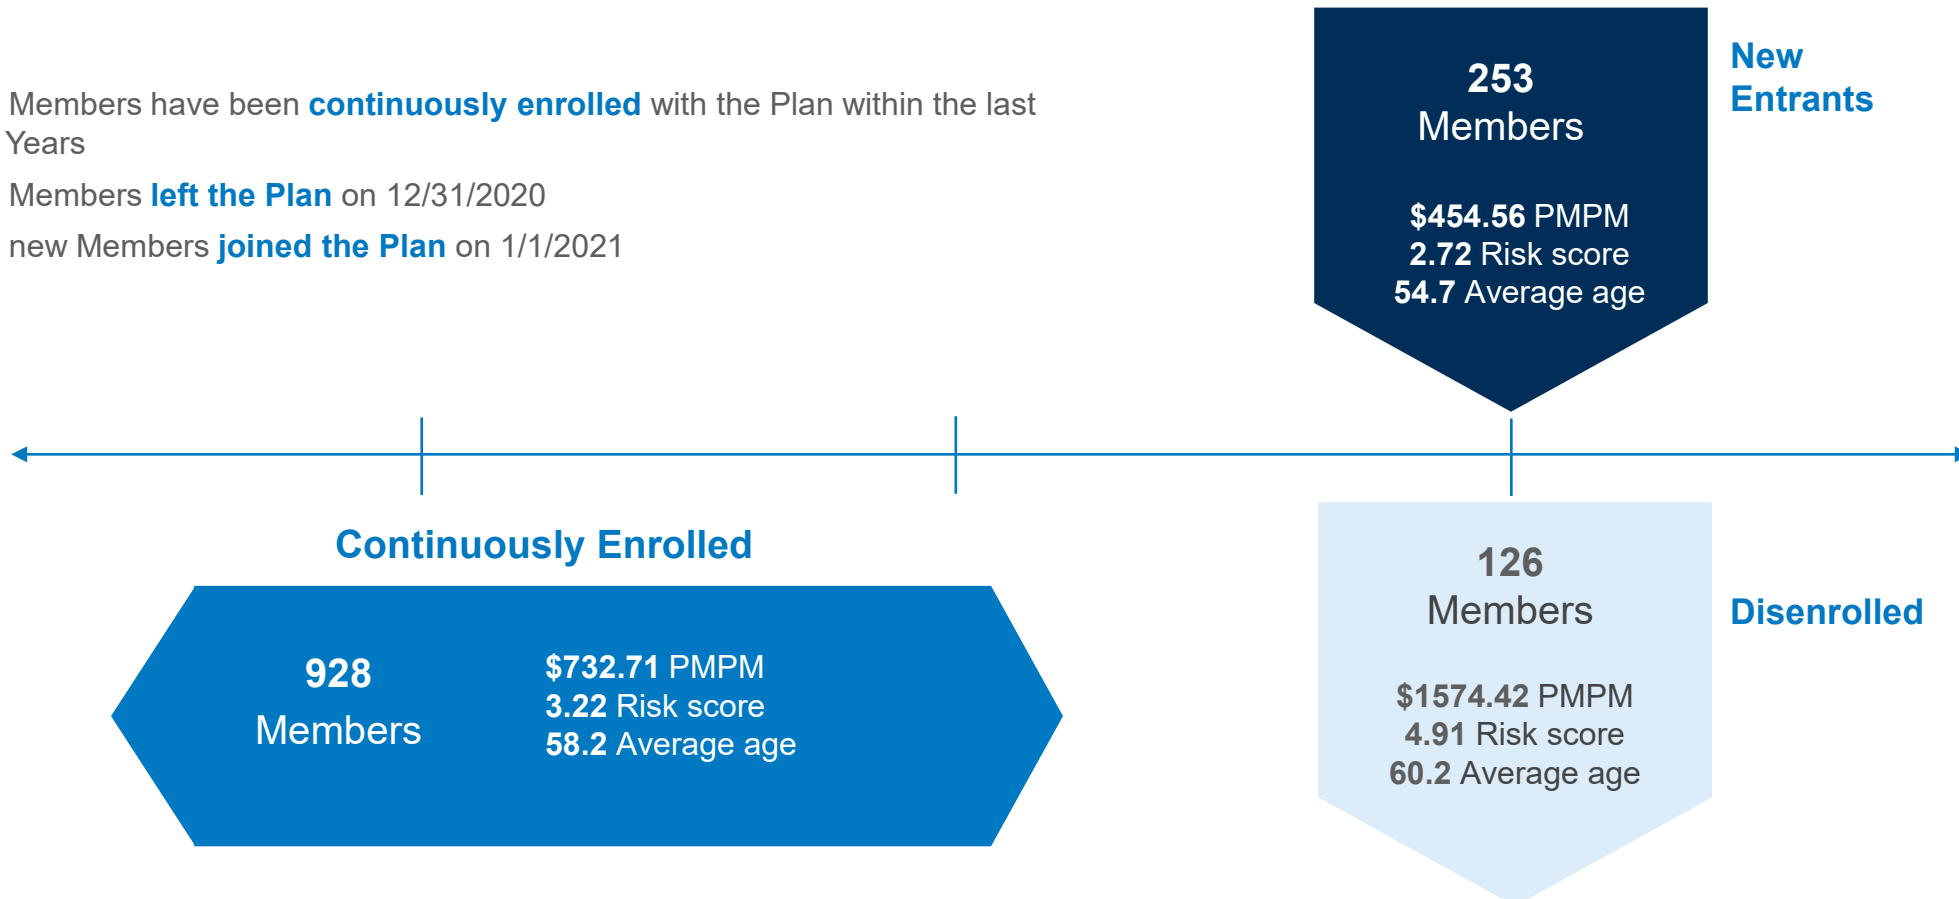 Members have been continuously enrolled with the Plan within the last
Years
Members left the Plan on 12/31/2020
new Members joined the Plan on 1/1/2021
253
Members
$454.56 PMPM
2.72 Risk score
54.7 Average age
New
Entrants
Continuously Enrolled
928
Members
$732.71 PMPM
3.22 Risk score
58.2 Average age
126
Members
$1574.42 PMPM
4.91 Risk score
60.2 Average age
Disenrolled